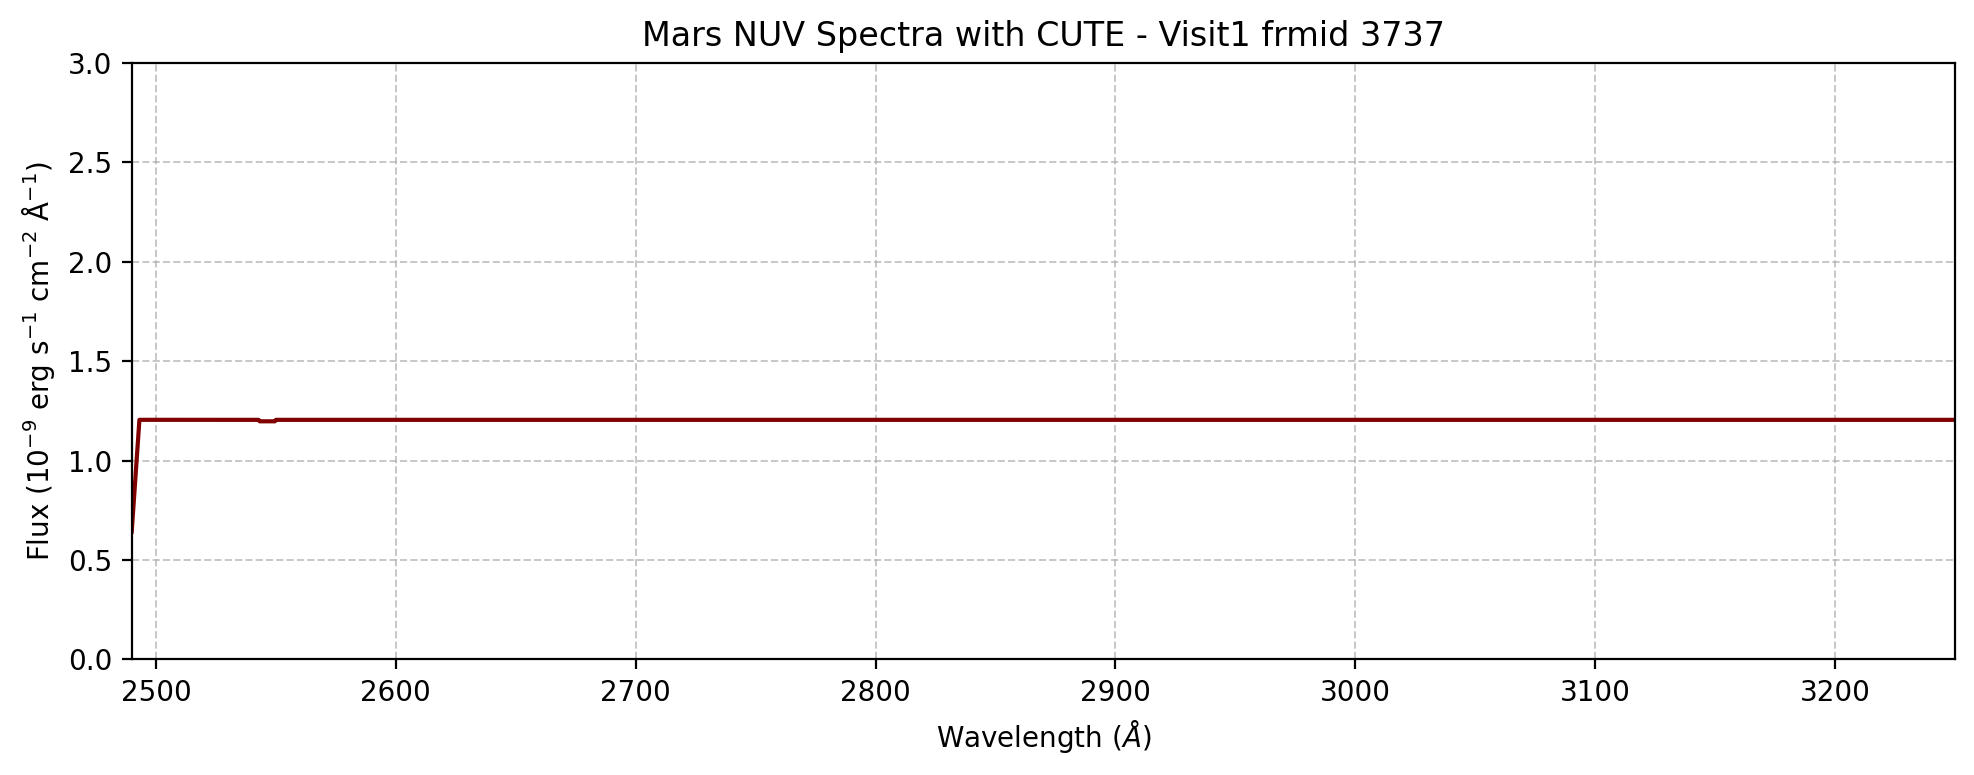 Mars NUV Spectra with CUTE - Visit1 frmid 3737
Flux (10⁻⁹ erg s⁻¹ cm⁻² Å⁻¹)
3.0
2.5
2.0
1.5
1.0
0.5
0.0
2500 2600 2700 2800 2900 3000 3100 3200
Wavelength (Å)